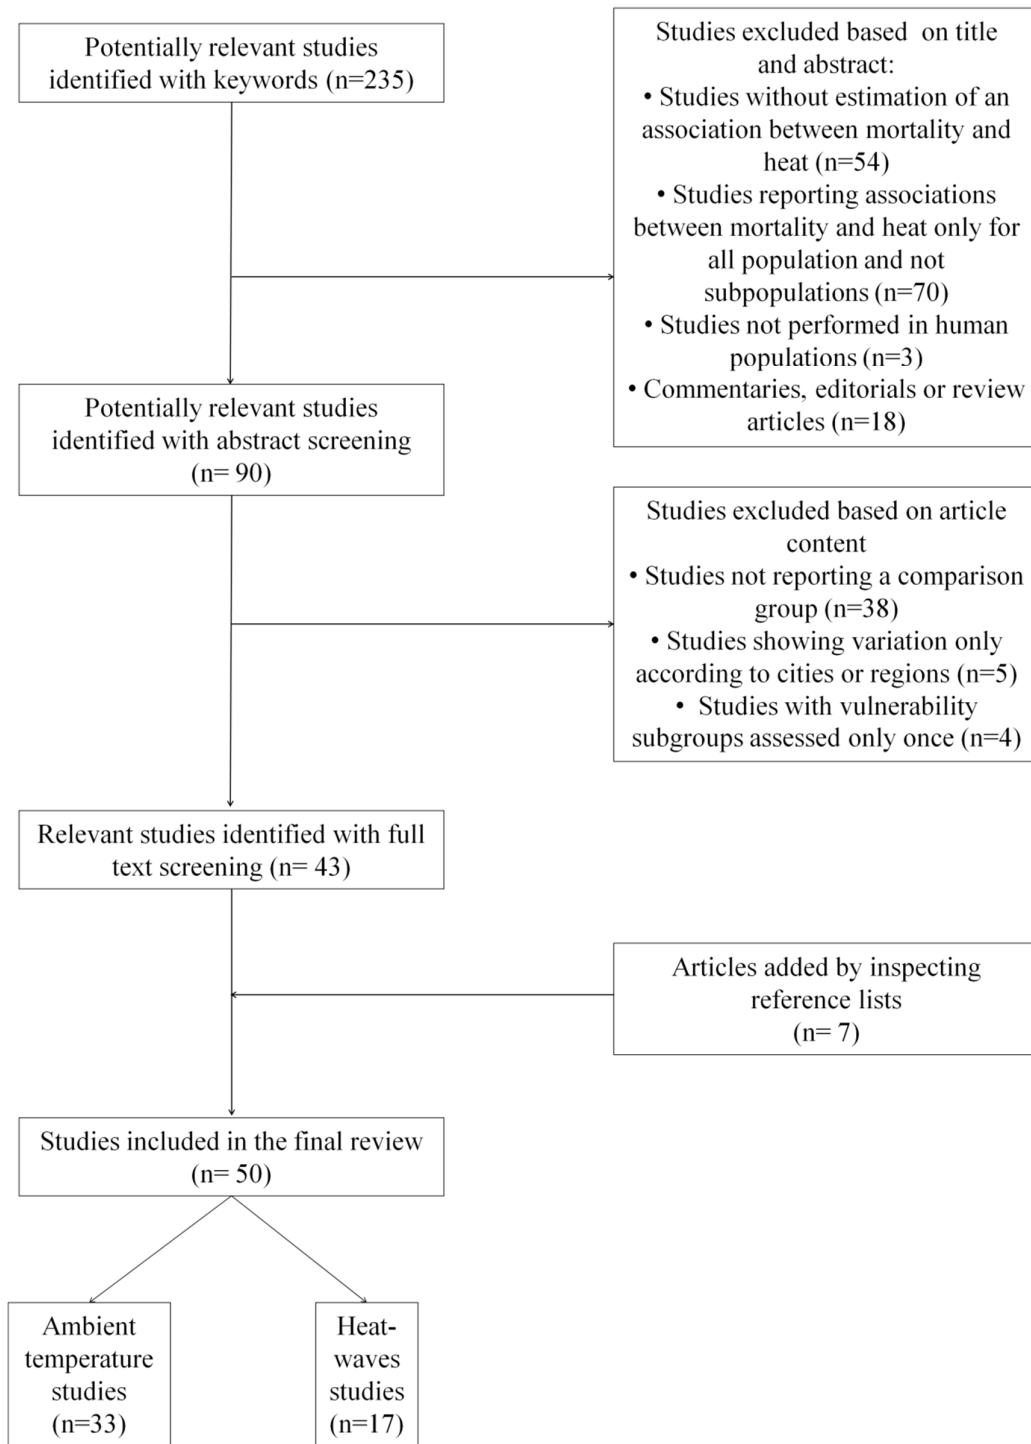 Potentially relevant studies
identified with keywords (n=235)
Studies excluded based  on title
and abstract:
• Studies without estimation of an
association between mortality and
heat (n=54)
• Studies reporting associations
between mortality and heat only for
all population and not
subpopulations (n=70)
• Studies not performed in human
populations (n=3)
• Commentaries, editorials or review
articles (n=18)
Potentially relevant studies
identified with abstract screening
(n= 90)
Studies excluded based on article
content
• Studies not reporting a comparison
group (n=38)
• Studies showing variation only
according to cities or regions (n=5)
•  Studies with vulnerability
subgroups assessed only once (n=4)
Relevant studies identified with full
text screening (n= 43)
Articles added by inspecting
reference lists
(n= 7)
Studies included in the final review
(n= 50)
Ambient
temperature
studies
(n=33)
Heat-
waves
studies
(n=17)